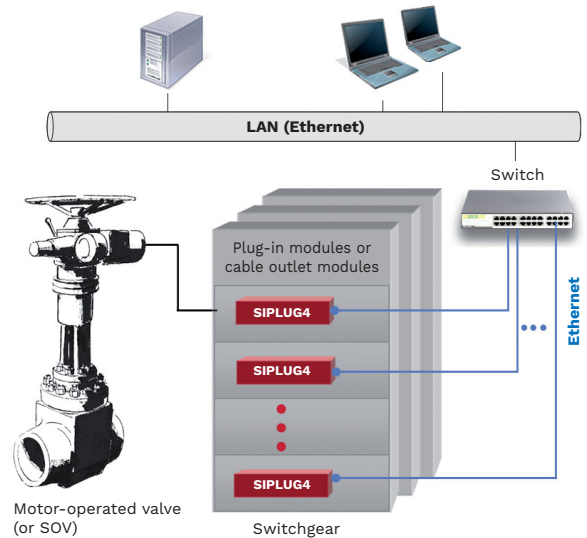 LAN (Ethernet)
Switch
Plug-in modules or
cable outlet modules
SIPLUG4
SIPLUG4
SIPLUG4
Ethernet
Motor-operated valve
(or SOV)
Switchgear